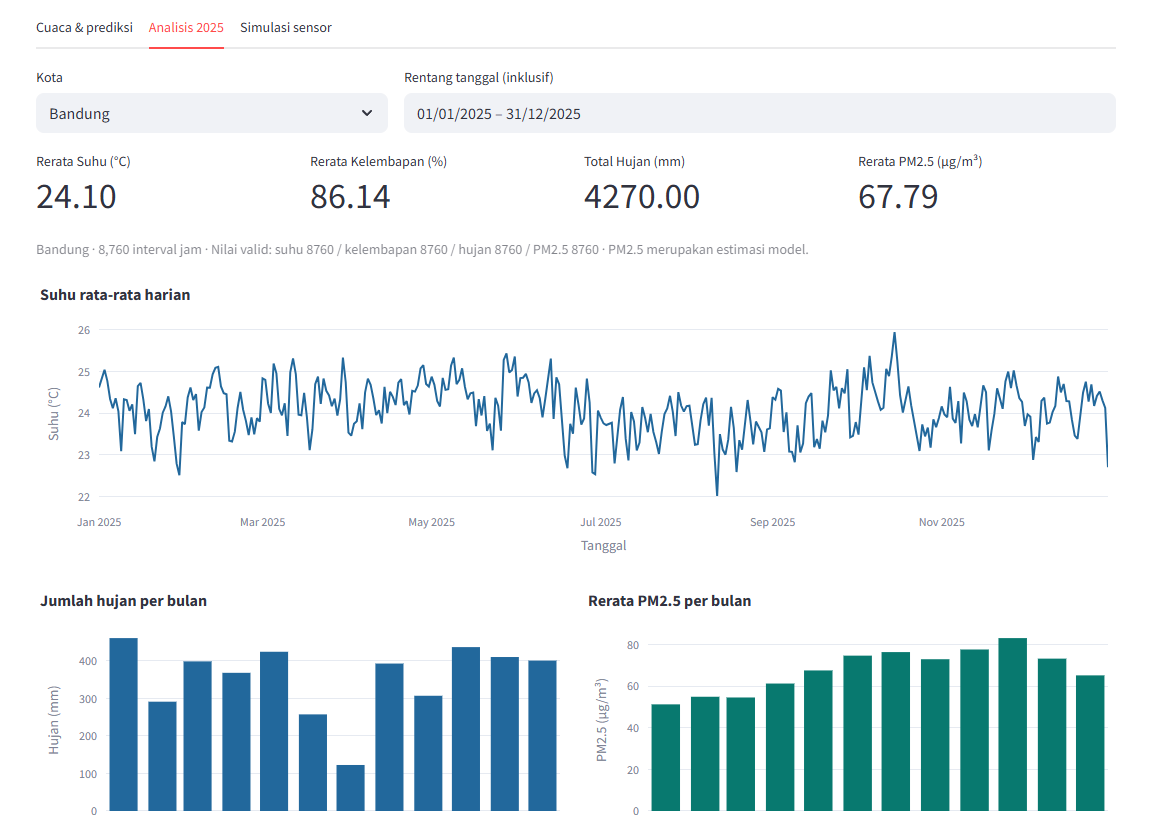 Cuaca & prediksi Analisis 2025 Simulasi sensor
Kota
Rentang tanggal (inklusif)
Bandung
01/01/2025 – 31/12/2025
Rerata Suhu (°C)
24.10
Rerata Kelembapan (%)
86.14
Total Hujan (mm)
4270.00
Rerata PM2.5 (µg/m³)
67.79
Bandung · 8,760 interval jam · Nilai valid: suhu 8760 / kelembapan 8760 / hujan 8760 / PM2.5 8760 · PM2.5 merupakan estimasi model.
Suhu rata-rata harian
Suhu (°C)
26
25
24
23
22
Jan 2025 Mar 2025 May 2025 Jul 2025 Sep 2025 Nov 2025
Tanggal
Jumlah hujan per bulan
Hujan (mm)
400
300
200
100
0
Rerata PM2.5 per bulan
PM2.5 (µg/m³)
80
60
40
20
0